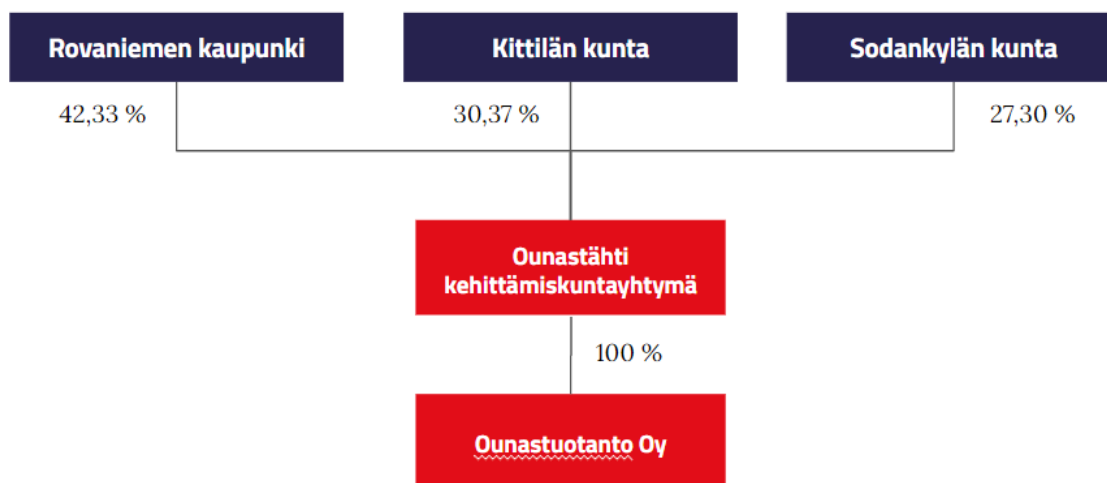 Rovaniemen kaupunki
Kittilän kunta
Sodankylän kunta
42,33 %
30,37 %
27,30 %
Ounastähti
kehittämiskuntayhtymä
100 %
Ounastuotanto Oy